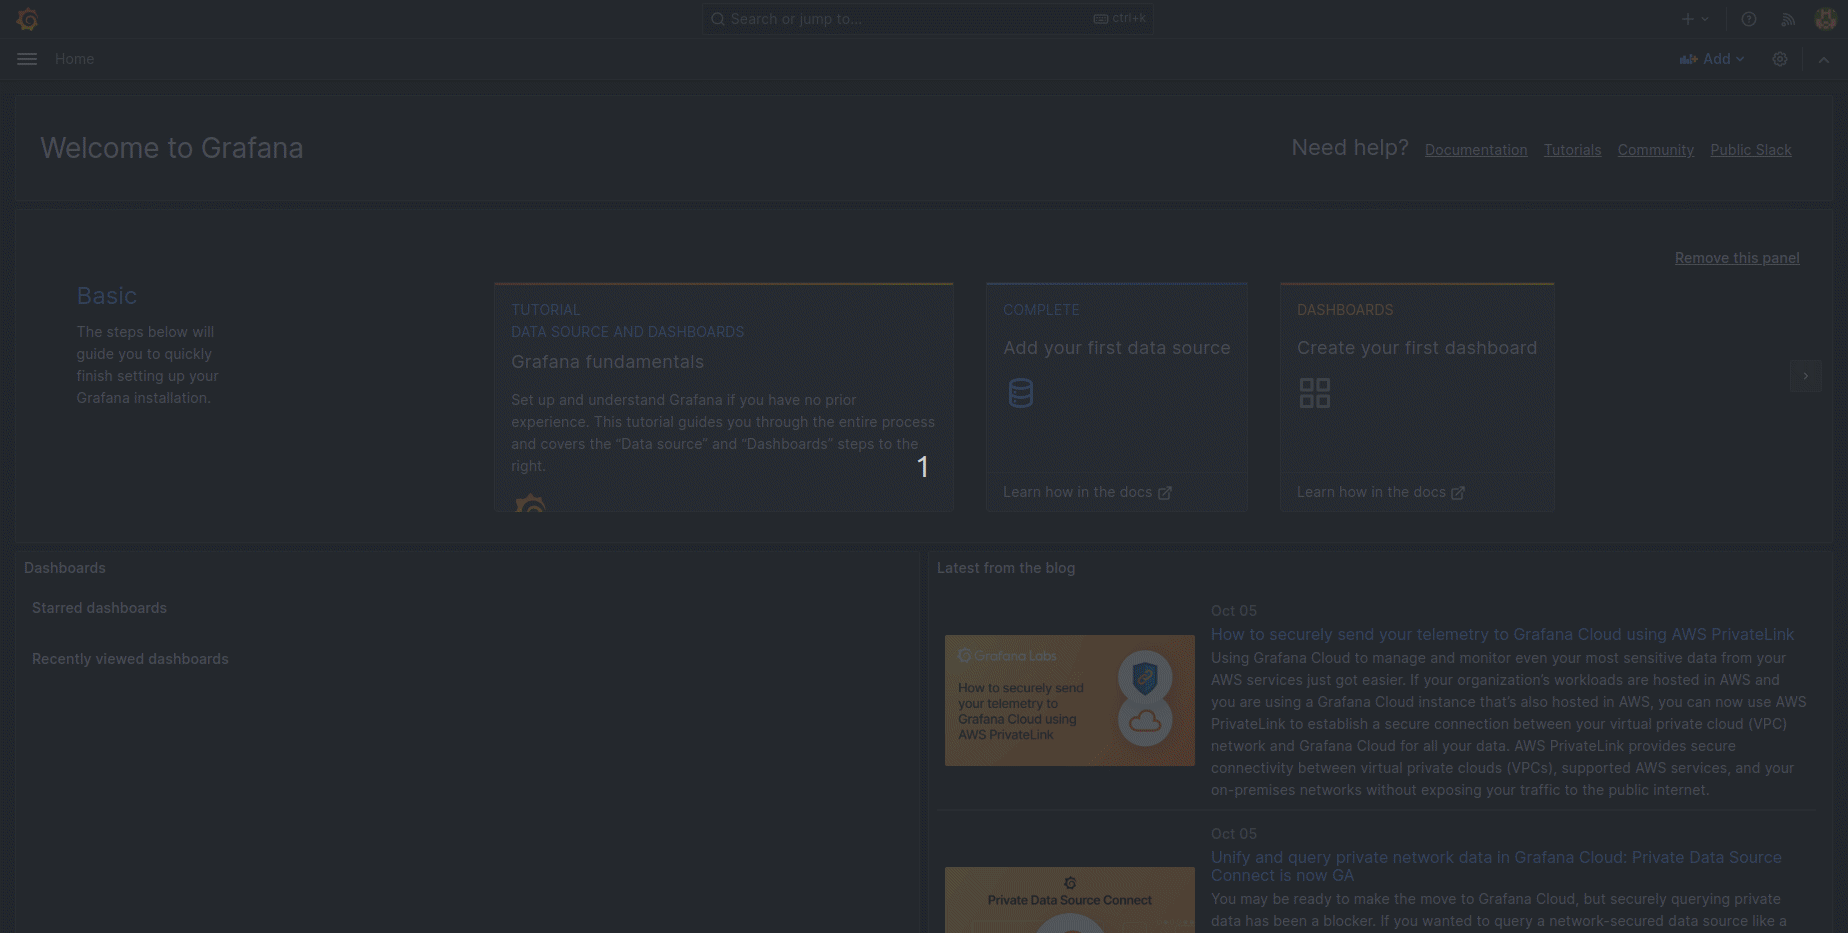 Search or jump to...
ctrl+k
Home
Add
Welcome to Grafana
Need help?
Documentation
Tutorials
Community
Public Slack
Remove this panel
Basic
The steps below will
guide you to quickly
finish setting up your
Grafana installation.
TUTORIAL
DATA SOURCE AND DASHBOARDS
Grafana fundamentals
Set up and understand Grafana if you have no prior
experience. This tutorial guides you through the entire process
and covers the “Data source” and “Dashboards” steps to the
right.
1
COMPLETE
Add your first data source
Learn how in the docs
DASHBOARDS
Create your first dashboard
Learn how in the docs
Dashboards
Starred dashboards
Recently viewed dashboards
Latest from the blog
Grafana Labs
How to securely send
your telemetry to
Grafana Cloud using
AWS PrivateLink
Oct 05
How to securely send your telemetry to Grafana Cloud using AWS PrivateLink
Using Grafana Cloud to manage and monitor even your most sensitive data from your
AWS services just got easier. If your organization’s workloads are hosted in AWS and
you are using a Grafana Cloud instance that’s also hosted in AWS, you can now use AWS
PrivateLink to establish a secure connection between your virtual private cloud (VPC)
network and Grafana Cloud for all your data. AWS PrivateLink provides secure
connectivity between virtual private clouds (VPCs), supported AWS services, and your
on-premises networks without exposing your traffic to the public internet.
Private Data Source Connect
Oct 05
Unify and query private network data in Grafana Cloud: Private Data Source
Connect is now GA
You may be ready to make the move to Grafana Cloud, but securely querying private
data has been a blocker. If you wanted to query a network-secured data source like a